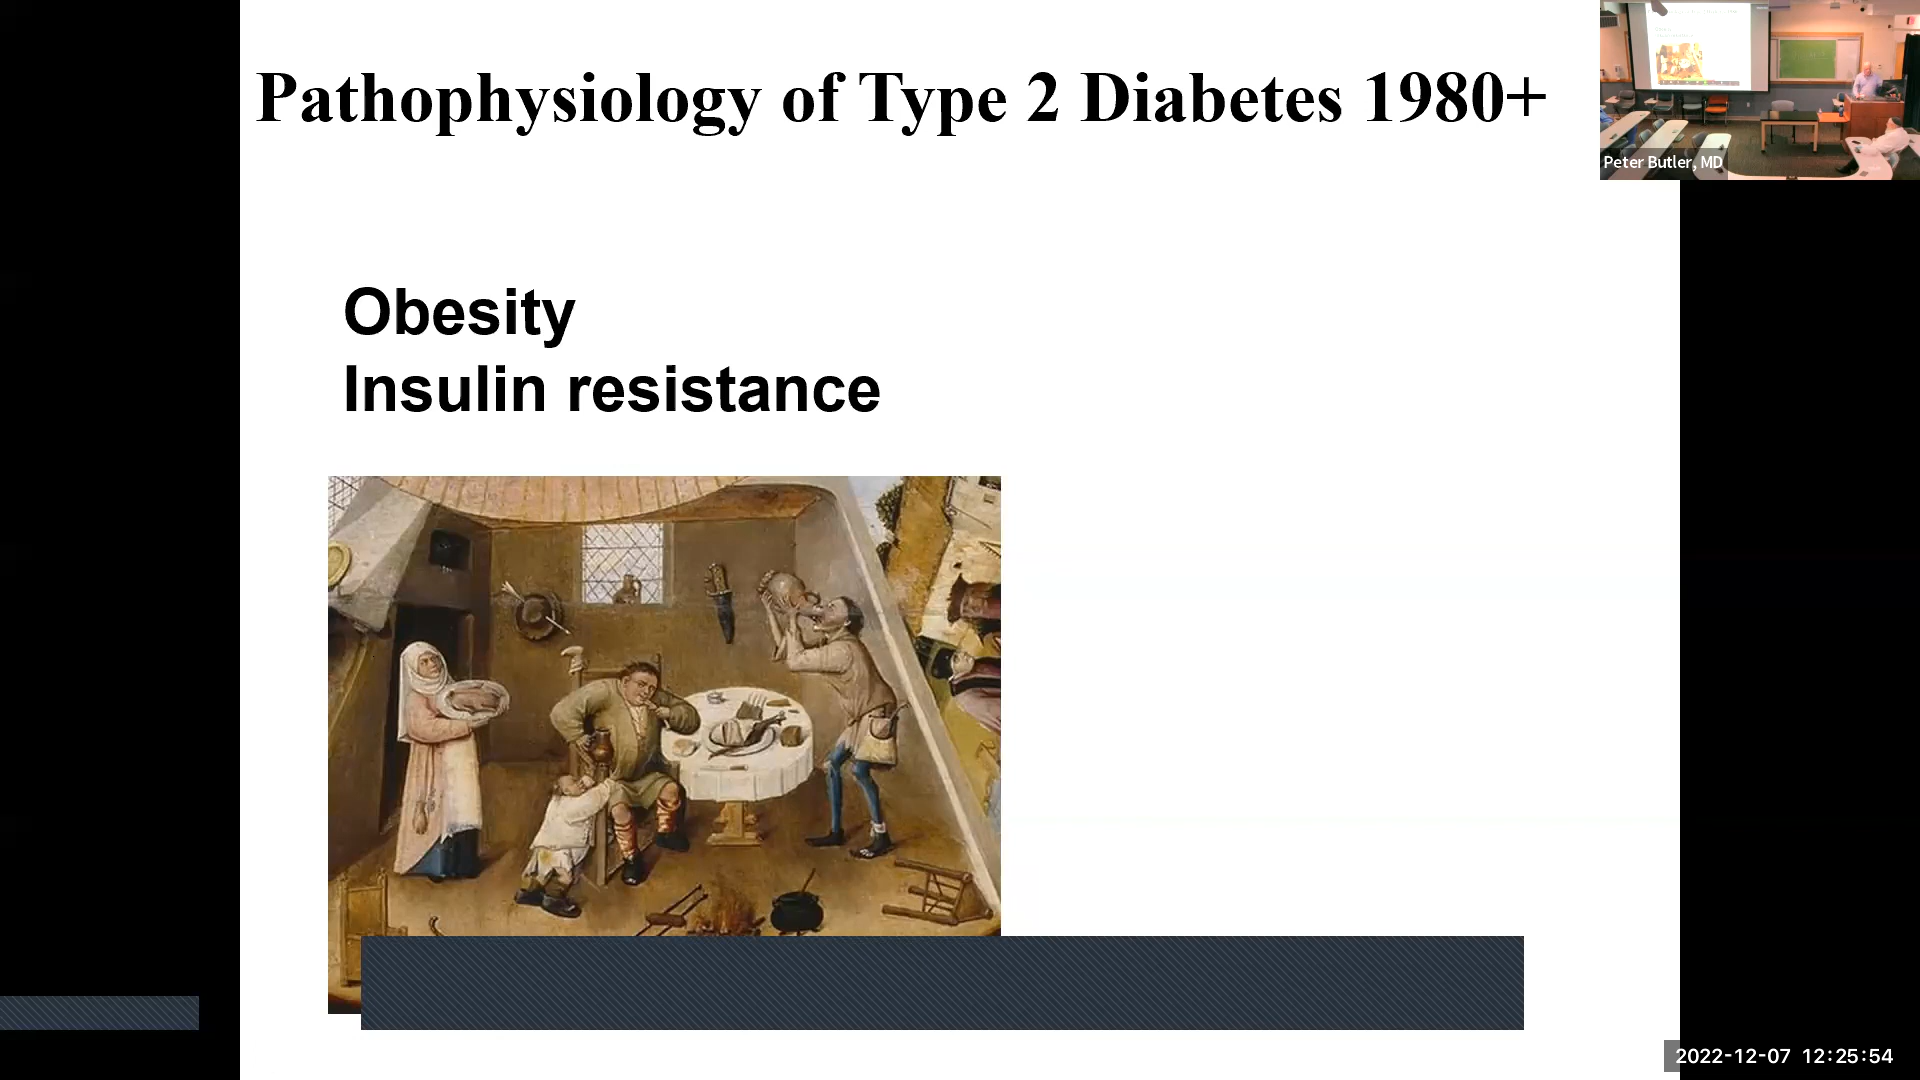 Pathophysiology of Type 2 Diabetes 1980+
Peter Butler, MD
Obesity
Insulin resistance
2022-12-07 12:25:54